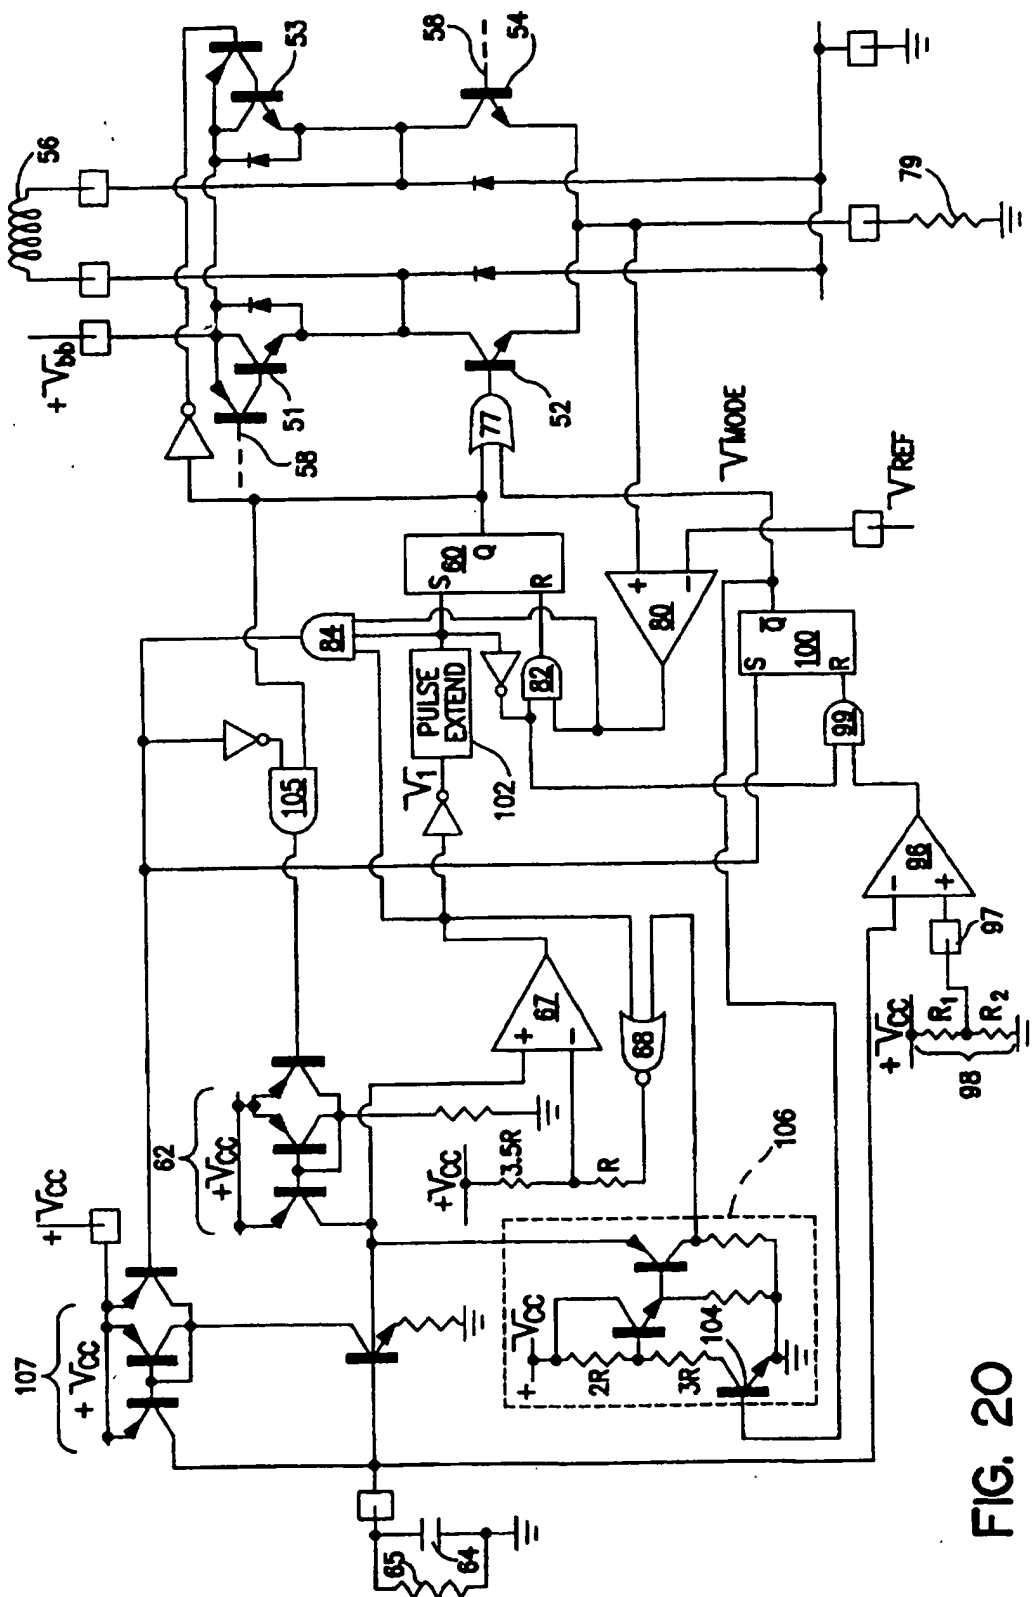 107
+VCC
+VCC
62
+VCC
105
+Vbb
56
58
51
53
65
64
+VCC
3.5R
R
+
67
-
68
V1
PULSE
EXTEND
102
84
82
S
60
Q
R
77
52
58
54
+
VCC
2R
3R
104
106
+
80
-
VMODE
VREF
S
Q̅
100
R
99
79
-
96
+
97
+VCC
R1
R2
98
FIG. 20